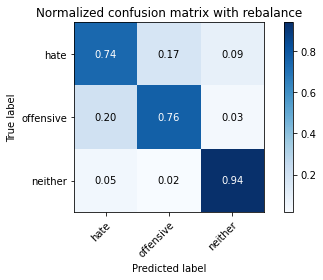 Normalized confusion matrix with rebalance
True label
hate
0.74 0.17 0.09
offensive
0.20 0.76 0.03
neither
0.05 0.02 0.94
hate
offensive
neither
Predicted label
0.8
0.6
0.4
0.2